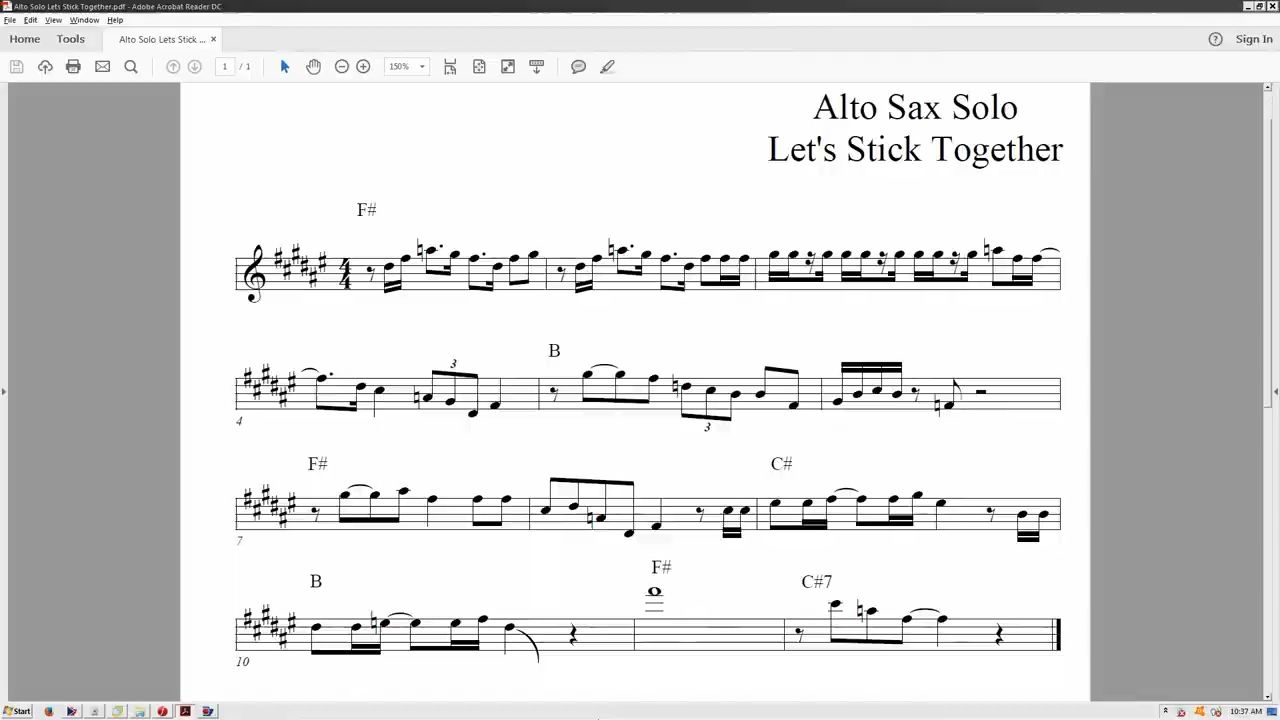 Alto Solo Lets Stick Together.pdf - Adobe Acrobat Reader DC
File Edit View Window Help
Home Tools Alto Solo Lets Stick ... × Sign In
1 / 1 150%
Alto Sax Solo
Let's Stick Together
F#
4
4
3 B
3
4
F# C#
7
B F# C#7
10
Start 10:37 AM